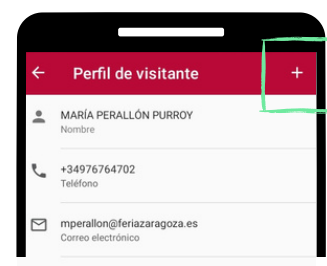 Perfil de visitante
MARÍA PERALLÓN PURROY
Nombre
+34976764702
Teléfono
mperallon@feriazaragoza.es
Correo electrónico